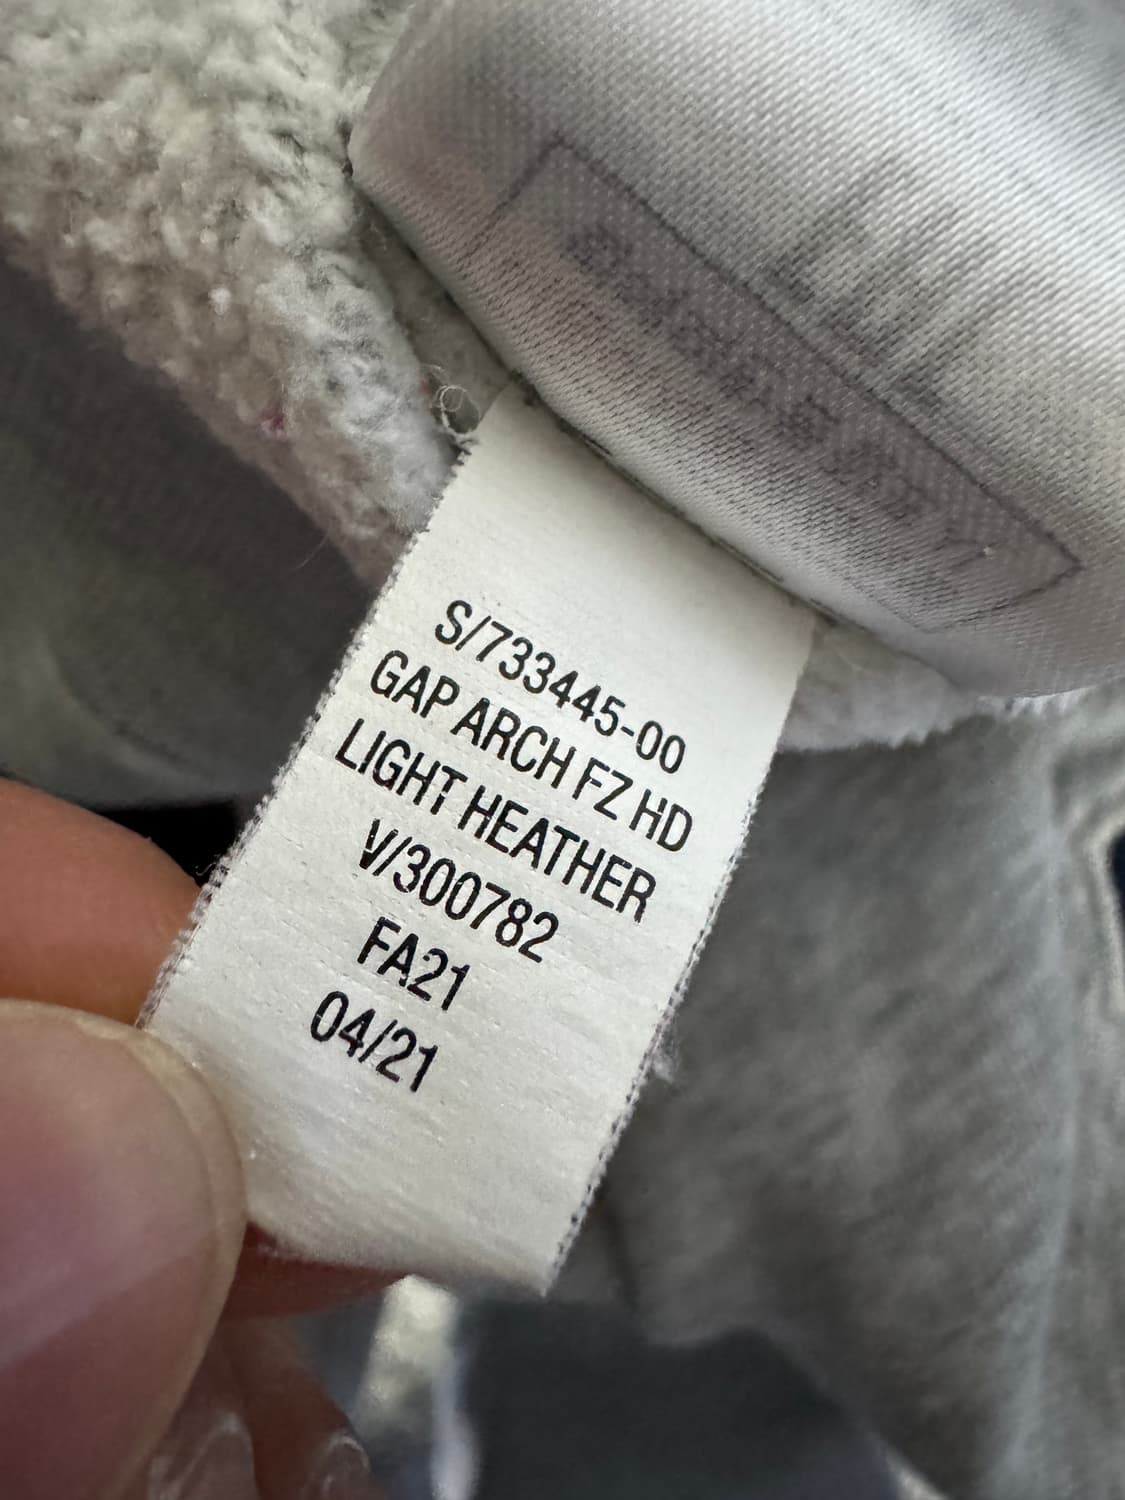 S/733445-00
GAP ARCH FZ HD
LIGHT HEATHER
V/300782
FA21
04/21